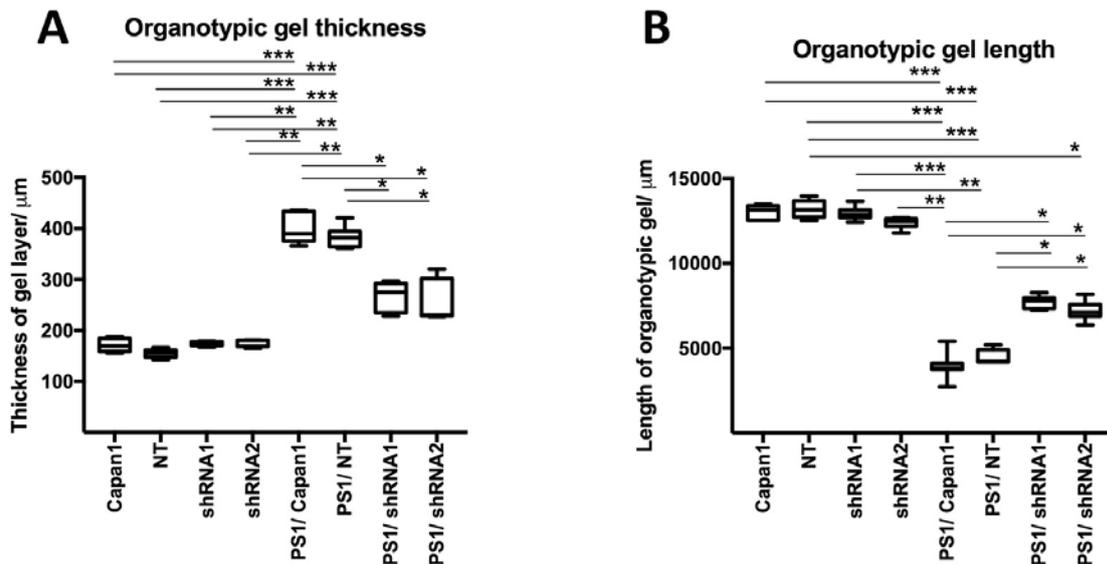 A
Organotypic gel thickness
***
***
***
***
**
**
**
**
*
*
*
*
Thickness of gel layer/ μm
500
400
300
200
100
Capan1
NT
shRNA1
shRNA2
PS1/ Capan1
PS1/ NT
PS1/ shRNA1
PS1/ shRNA2
B
Organotypic gel length
***
***
***
***
*
***
**
**
*
*
*
*
Length of organotypic gel/ μm
15000
10000
5000
Capan1
NT
shRNA1
shRNA2
PS1/ Capan1
PS1/ NT
PS1/ shRNA1
PS1/ shRNA2